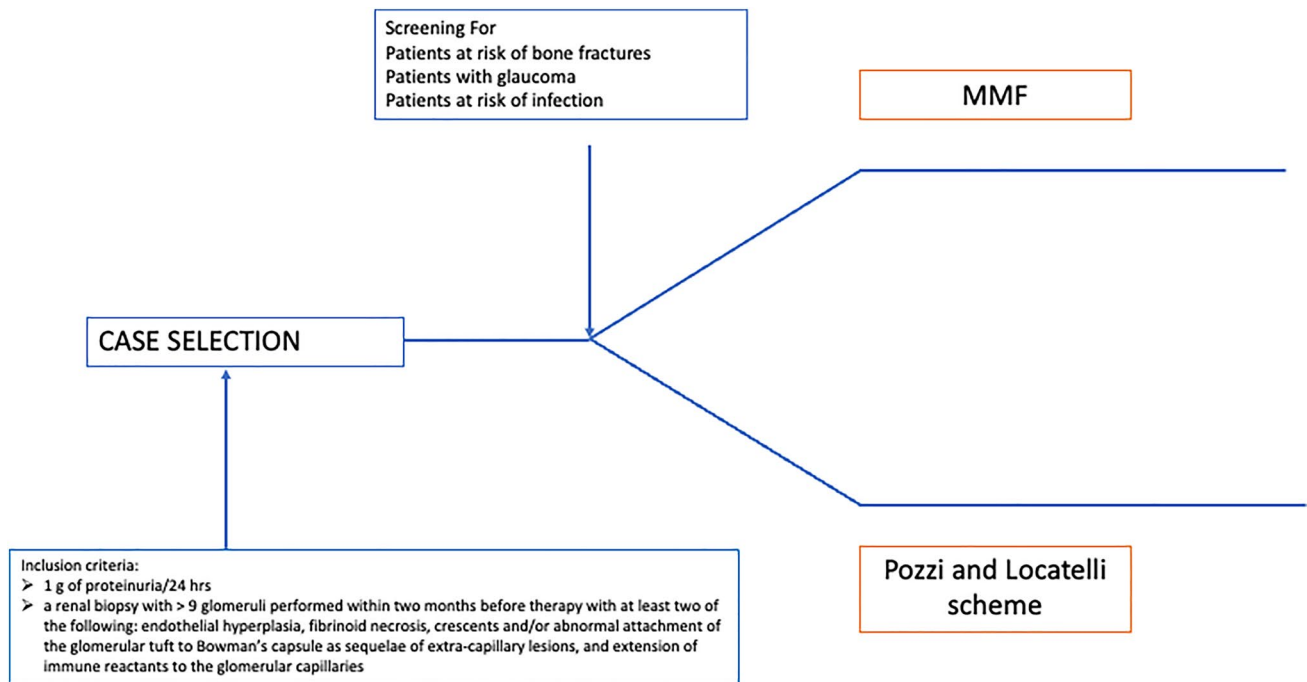 Screening For
Patients at risk of bone fractures
Patients with glaucoma
Patients at risk of infection
MMF
CASE SELECTION
Pozzi and Locatelli
scheme
Inclusion criteria:
➢ 1 g of proteinuria/24 hrs
➢ a renal biopsy with > 9 glomeruli performed within two months before therapy with at least two of
the following: endothelial hyperplasia, fibrinoid necrosis, crescents and/or abnormal attachment of
the glomerular tuft to Bowman's capsule as sequelae of extra-capillary lesions, and extension of
immune reactants to the glomerular capillaries